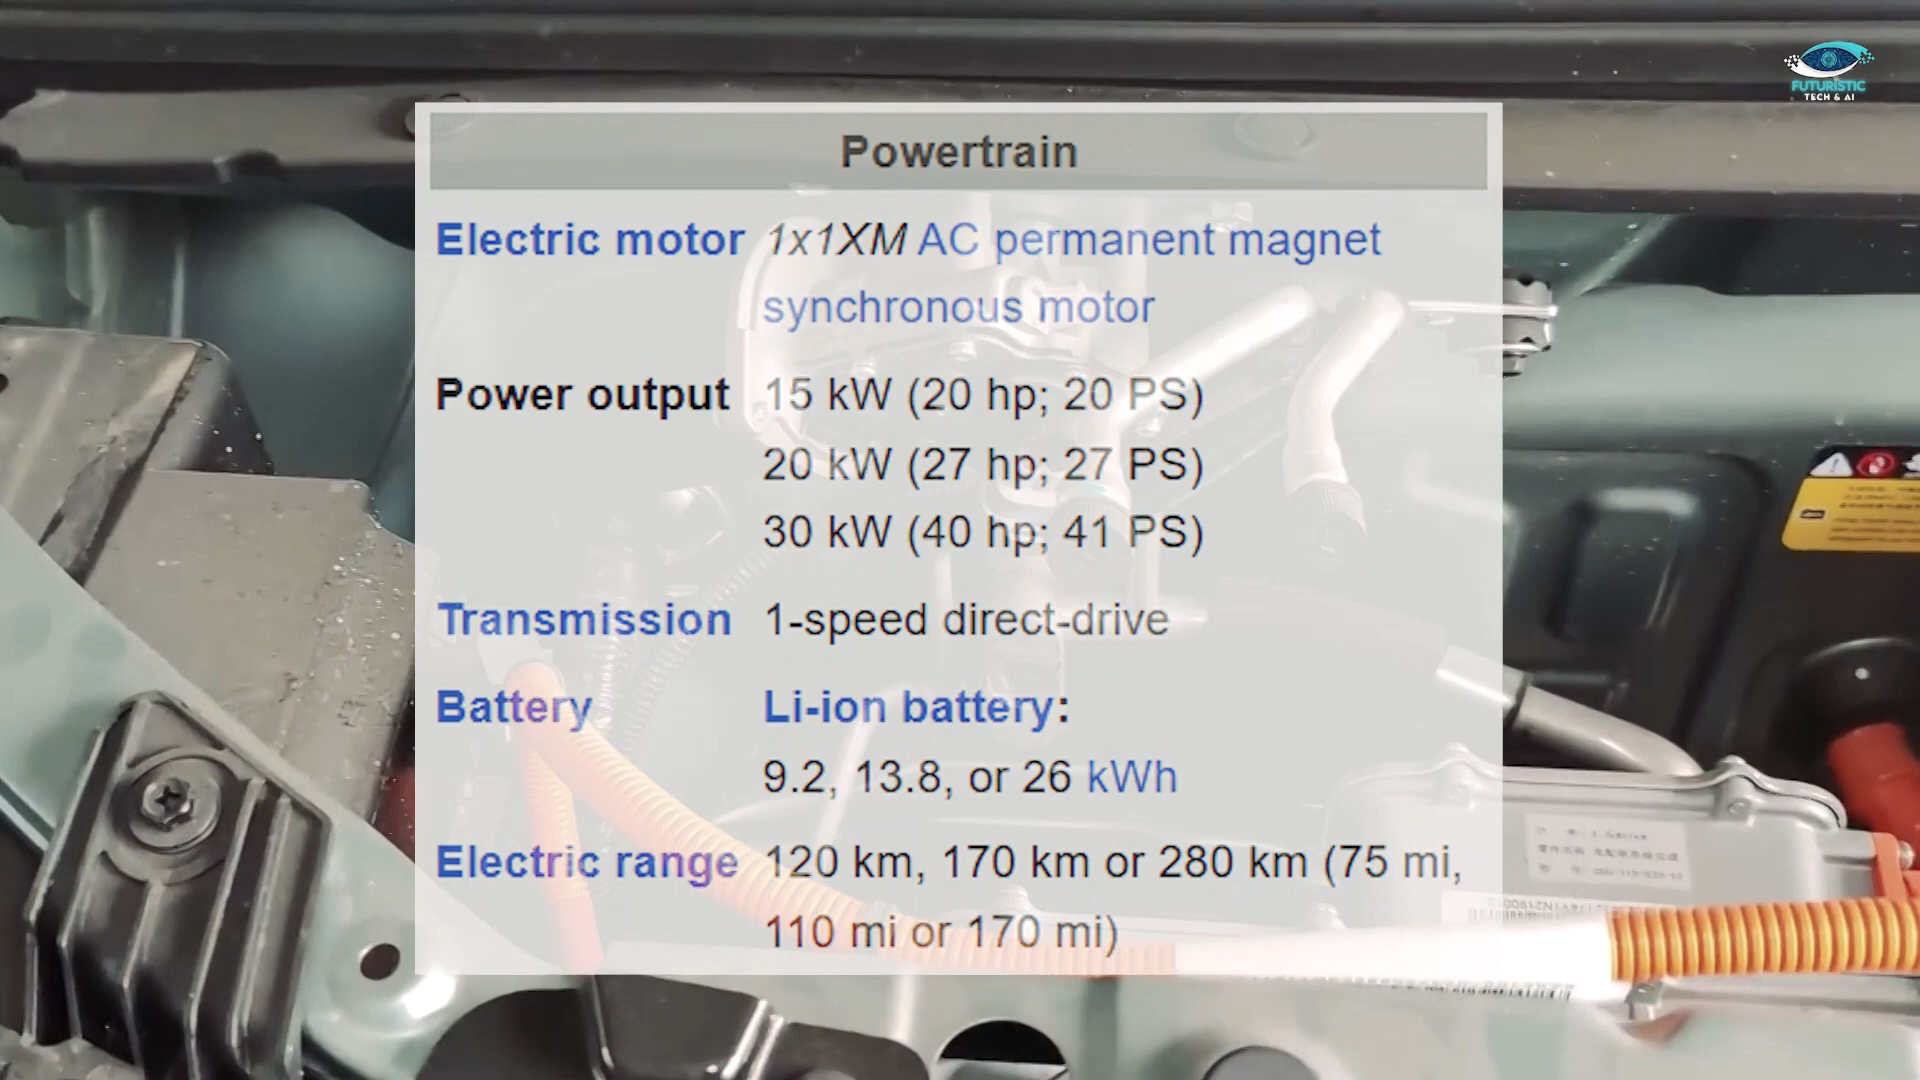 FUTURISTIC
TECH & AI
Powertrain
Electric motor 1x1XM AC permanent magnet
synchronous motor
Power output 15 kW (20 hp; 20 PS)
20 kW (27 hp; 27 PS)
30 kW (40 hp; 41 PS)
Transmission 1-speed direct-drive
Battery Li-ion battery:
9.2, 13.8, or 26 kWh
Electric range 120 km, 170 km or 280 km (75 mi,
110 mi or 170 mi)